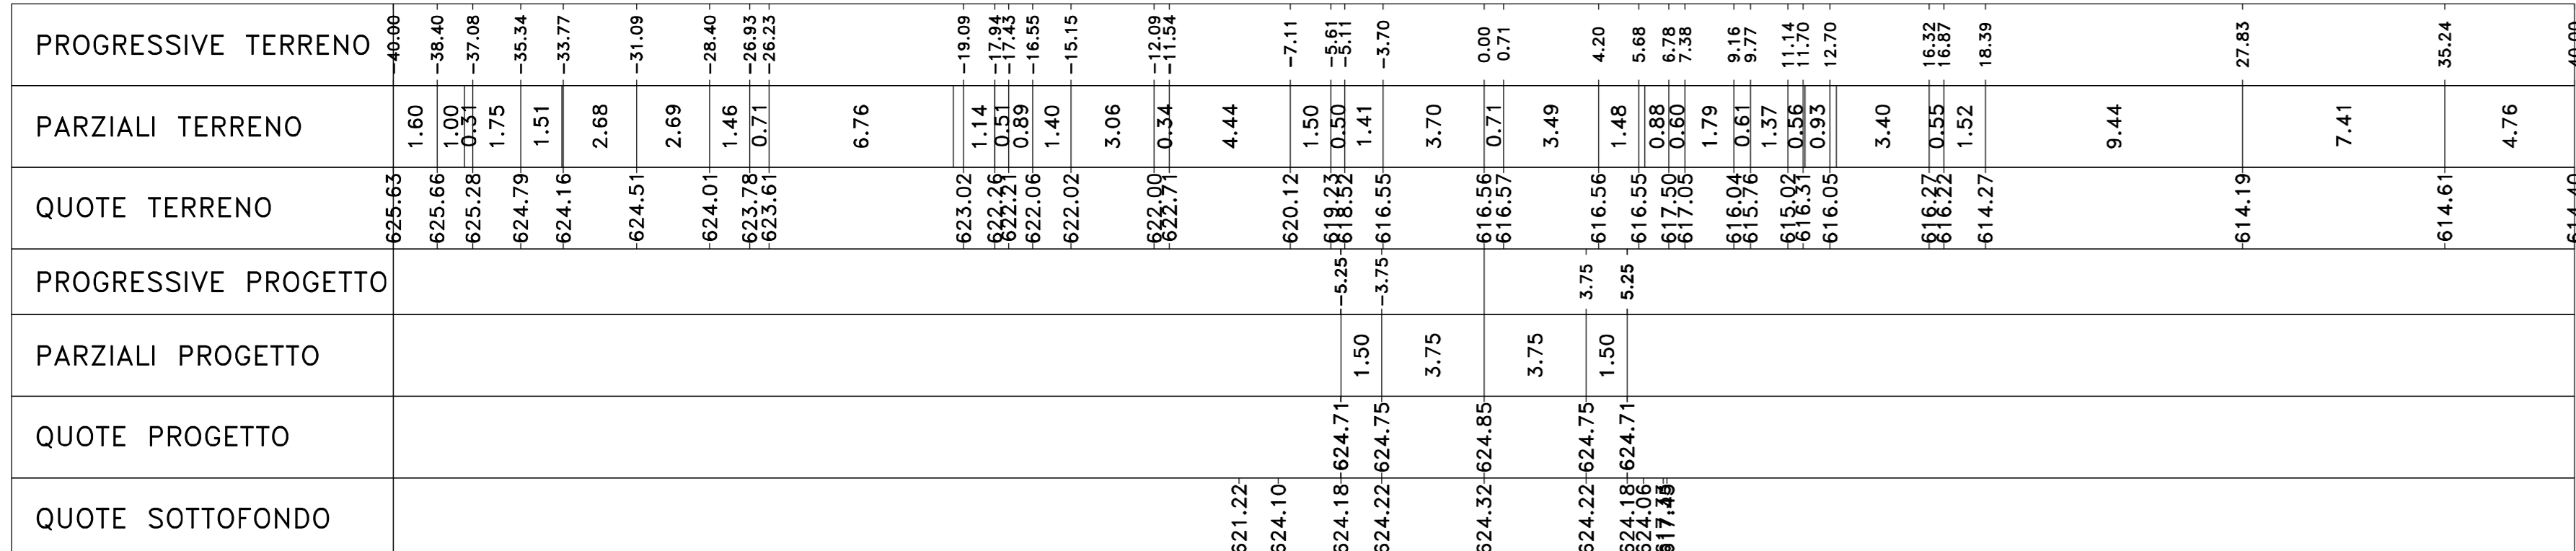 PROGRESSIVE TERRENO -40.00 -38.40 -37.08 -35.34 -33.77 -31.09 -28.40 -26.93 -26.23 -19.09 -17.94 -17.43 -16.55 -15.15 -12.09 -11.54 -7.11 -5.61 -5.11 -3.70 0.00 0.71 4.20 5.68 6.78 7.38 9.16 9.77 11.14 11.70 12.70 16.32 16.87 18.39 27.83 35.24 40.00
PARZIALI TERRENO 1.60 1.00 0.31 1.75 1.51 2.68 2.69 1.46 0.71 6.76 1.14 0.51 0.89 1.40 3.06 0.34 4.44 1.50 0.50 1.41 3.70 0.71 3.49 1.48 0.88 0.60 1.79 0.61 1.37 0.56 0.93 3.40 0.55 1.52 9.44 7.41 4.76
QUOTE TERRENO 625.63 625.66 625.28 624.79 624.16 624.51 624.01 623.78 623.61 623.02 622.26 622.21 622.06 622.02 622.00 622.71 620.12 619.23 618.52 616.55 616.56 616.57 616.56 616.55 617.50 617.05 616.04 615.76 615.02 616.31 616.05 616.27 616.22 614.27 614.19 614.61 614.40
PROGRESSIVE PROGETTO -5.25 -3.75 3.75 5.25
PARZIALI PROGETTO 1.50 3.75 3.75 1.50
QUOTE PROGETTO 624.71 624.75 624.85 624.75 624.71
QUOTE SOTTOFONDO 621.22 624.10 624.18 624.22 624.32 624.22 624.18 624.06